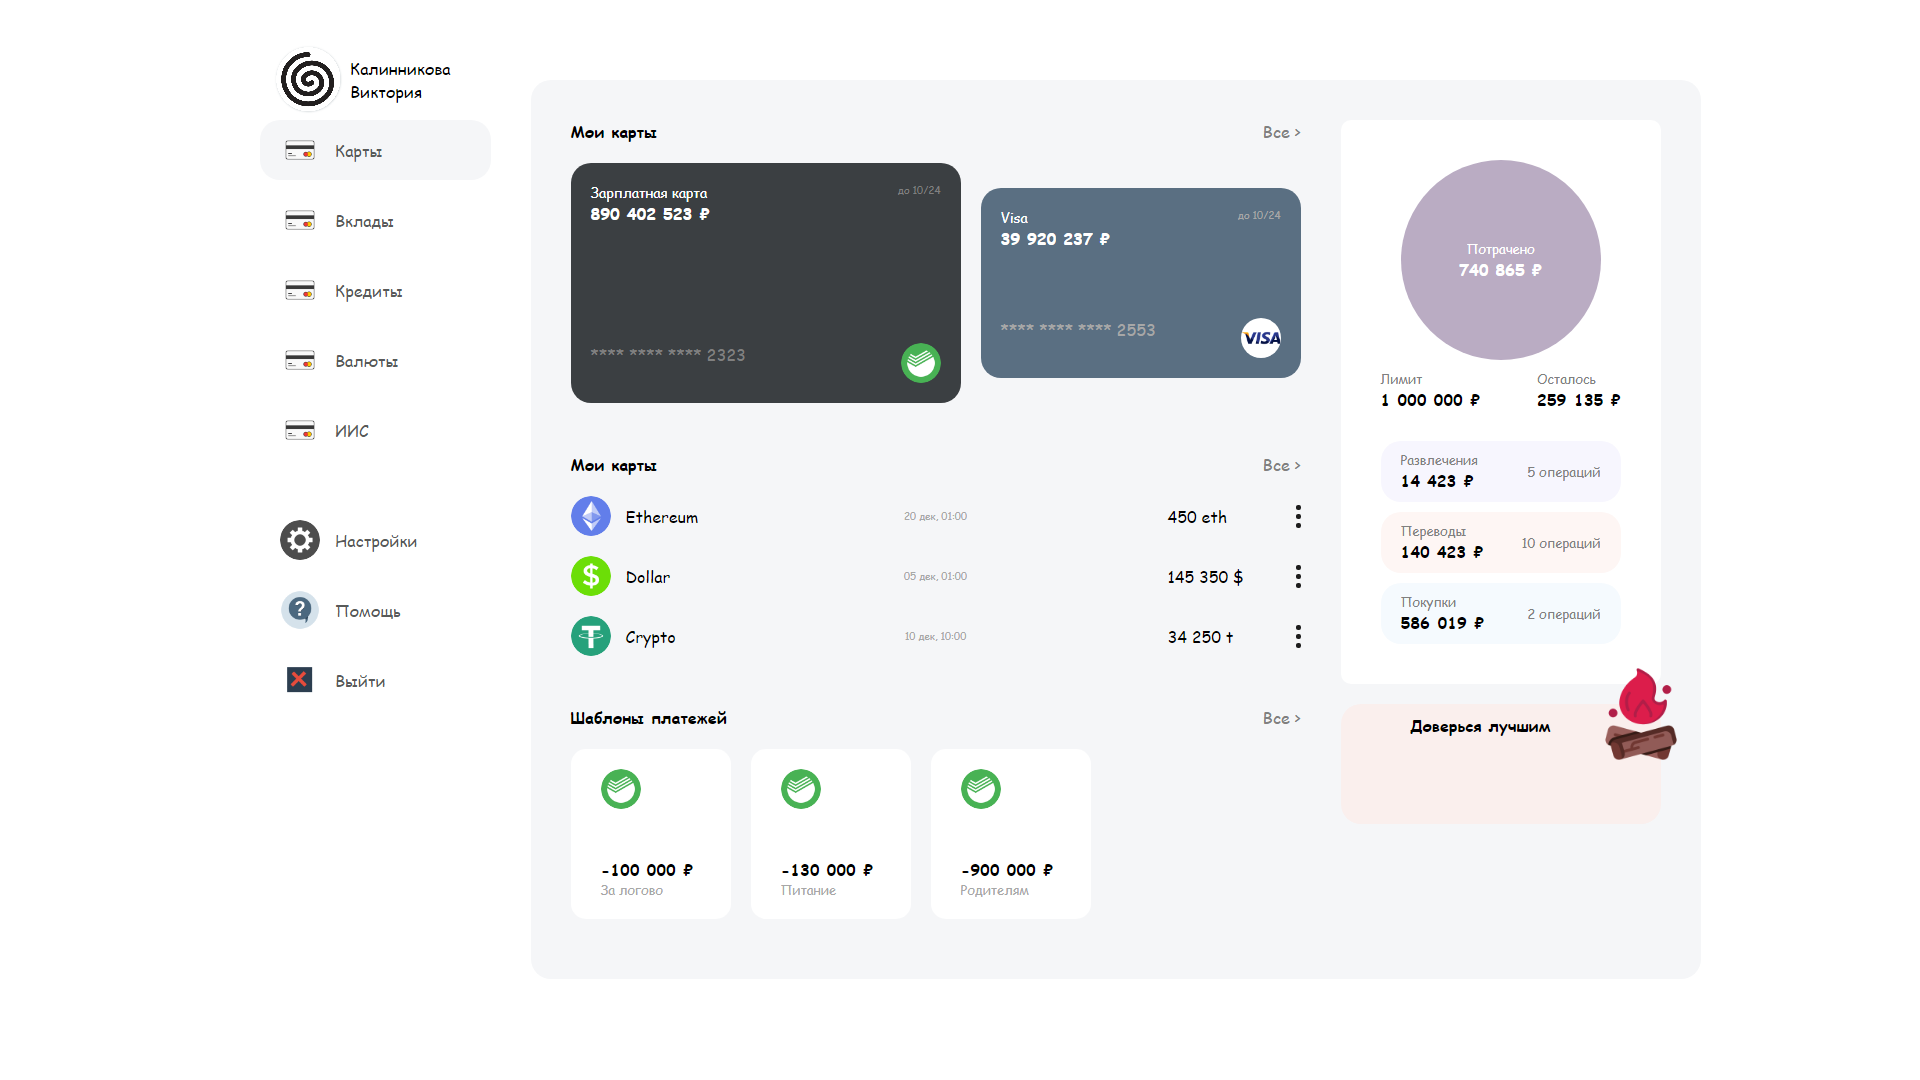 Калинникова
Виктория
Карты
Вклады
Кредиты
Валюты
ИИС
Настройки
Помощь
Выйти
Мои карты
Все >
Зарплатная карта
до 10/24
890 402 523 ₽
**** **** **** 2323
Visa
до 10/24
39 920 237 ₽
**** **** **** 2553
VISA
Мои карты
Все >
Ethereum 20 дек, 01:00 450 eth
Dollar 05 дек, 01:00 145 350 $
Crypto 10 дек, 10:00 34 250 t
Шаблоны платежей
Все >
-100 000 ₽
За логово
-130 000 ₽
Питание
-900 000 ₽
Родителям
Потрачено
740 865 ₽
Лимит
1 000 000 ₽
Осталось
259 135 ₽
Развлечения
14 423 ₽
5 операций
Переводы
140 423 ₽
10 операций
Покупки
586 019 ₽
2 операций
Доверься лучшим